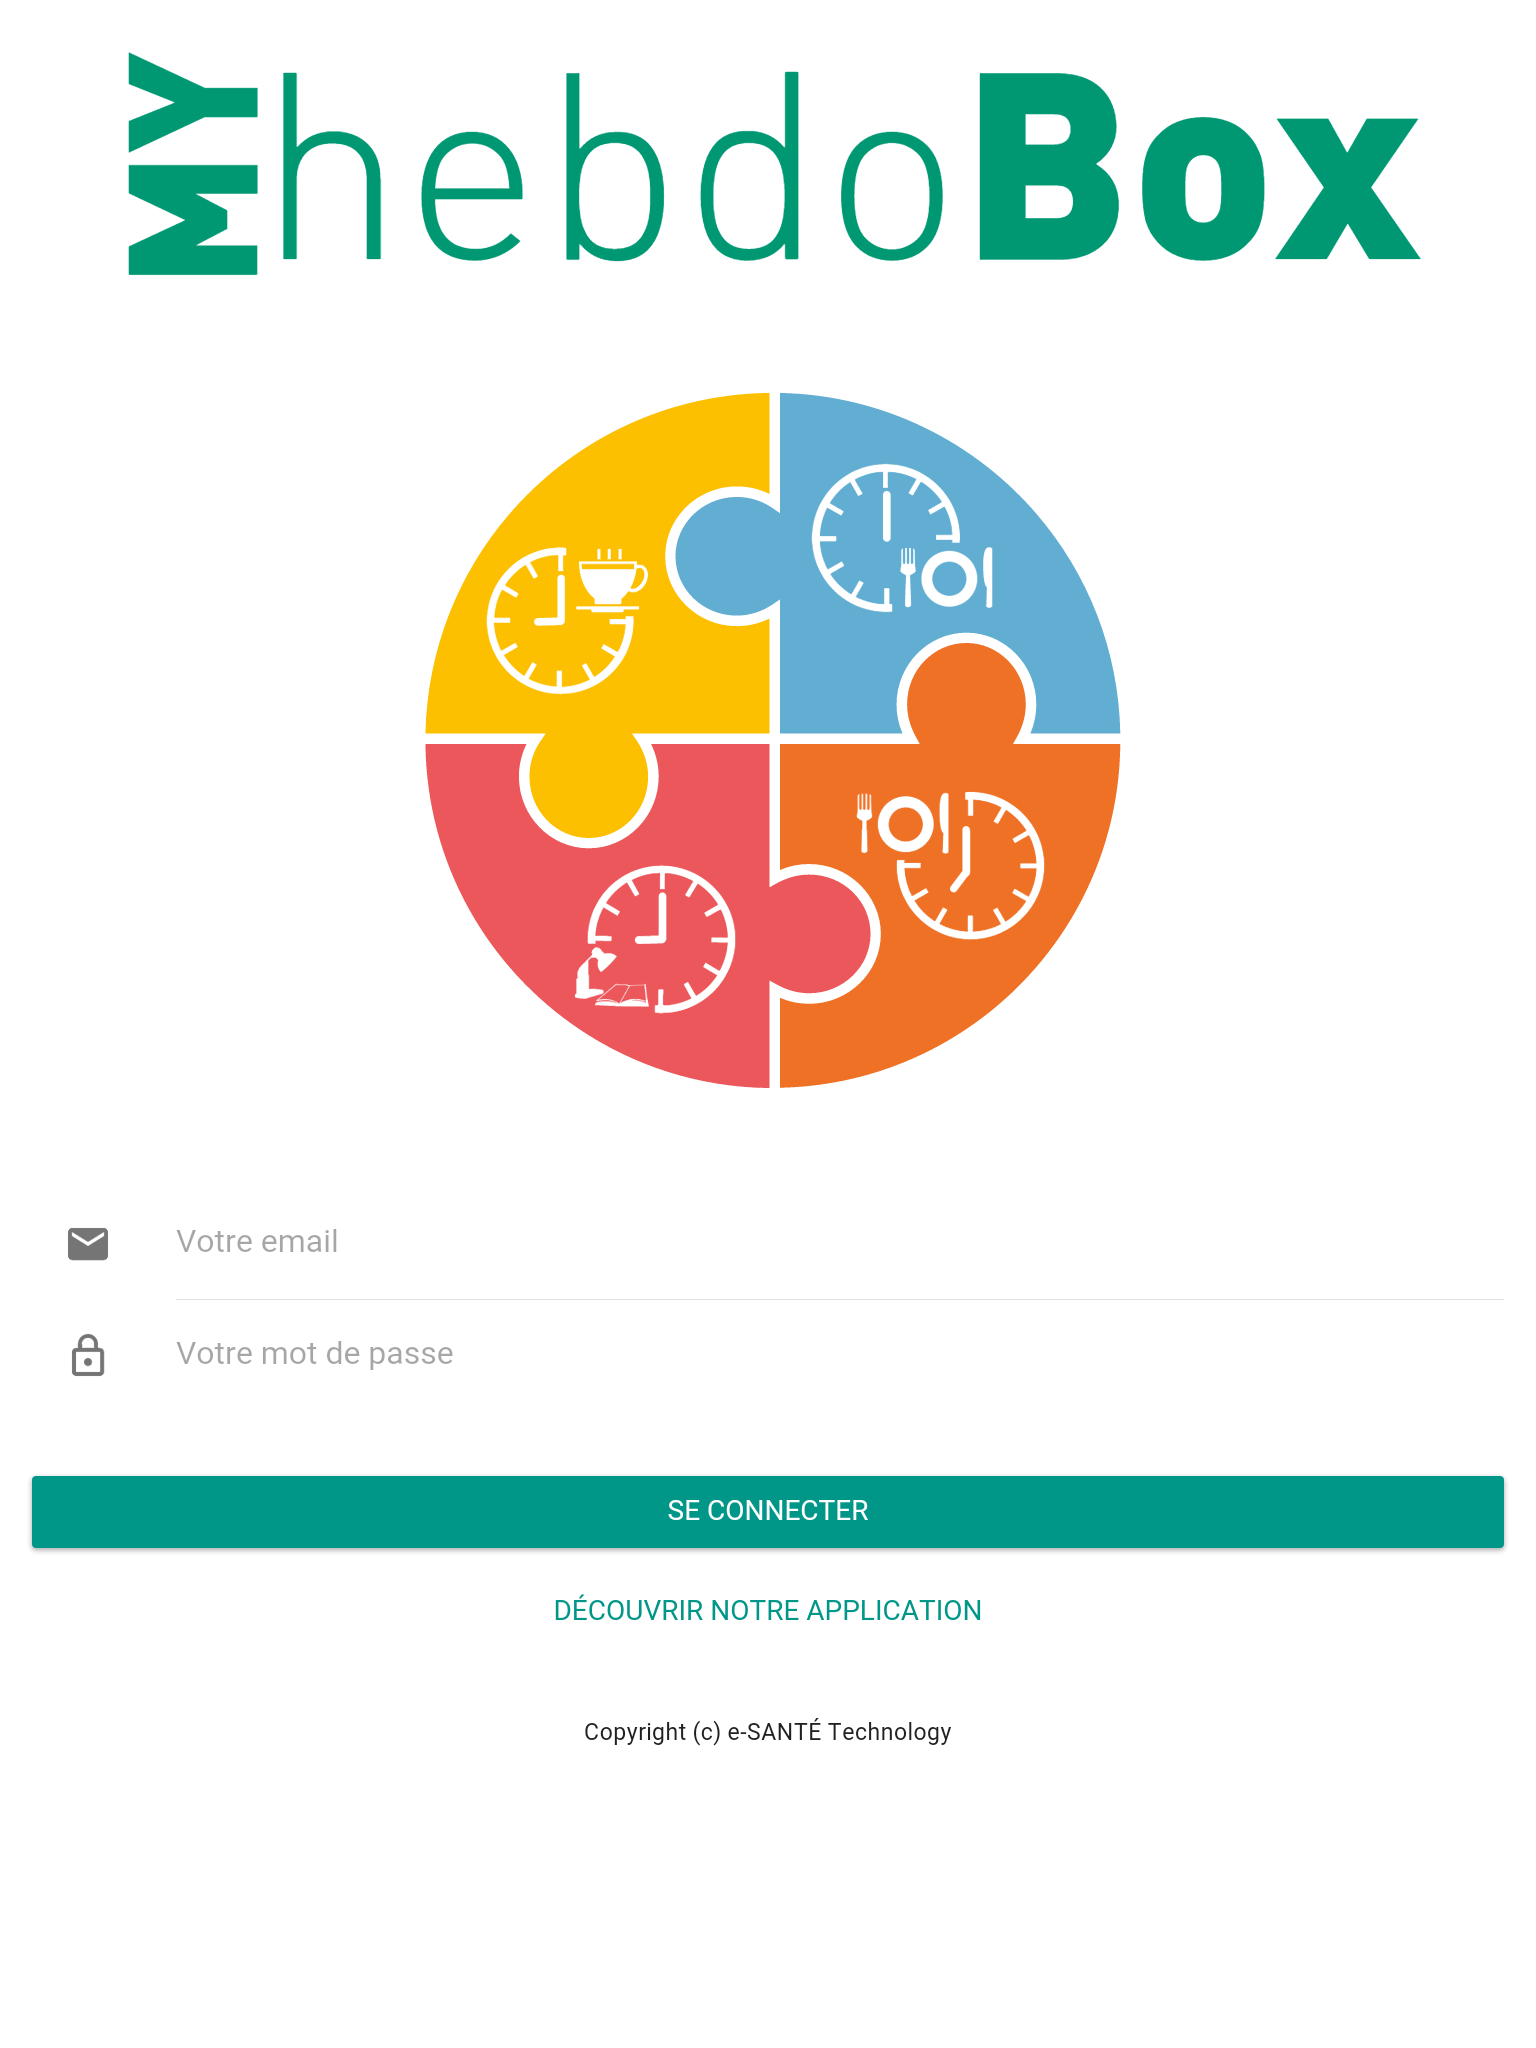 MY hebdoBox
Votre email
Votre mot de passe
SE CONNECTER
DÉCOUVRIR NOTRE APPLICATION
Copyright (c) e-SANTÉ Technology